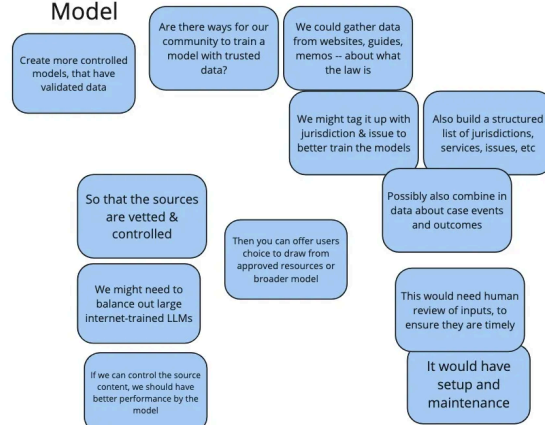 Model
Create more controlled
models, that have
validated data
Are there ways for our
community to train a
model with trusted
data?
We could gather data
from websites, guides,
memos -- about what
the law is
We might tag it up with
jurisdiction & issue to
better train the models
Also build a structured
list of jurisdictions,
services, issues, etc
Possibly also combine in
data about case events
and outcomes
So that the sources
are vetted &
controlled
Then you can offer users
choice to draw from
approved resources or
broader model
We might need to
balance out large
internet-trained LLMs
This would need human
review of inputs, to
ensure they are timely
If we can control the source
content, we should have
better performance by the
model
It would have
setup and
maintenance